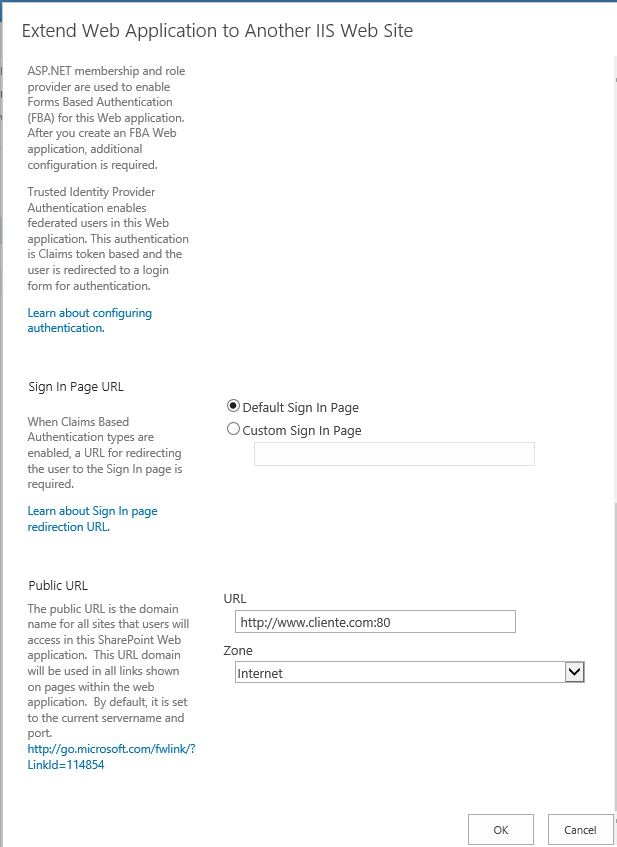 Extend Web Application to Another IIS Web Site
ASP.NET membership and role
provider are used to enable
Forms Based Authentication
(FBA) for this Web application.
After you create an FBA Web
application, additional
configuration is required.
Trusted Identity Provider
Authentication enables
federated users in this Web
application. This authentication
is Claims token based and the
user is redirected to a login
form for authentication.
Learn about configuring
authentication.
Sign In Page URL
When Claims Based
Authentication types are
enabled, a URL for redirecting
the user to the Sign In page is
required.
Learn about Sign In page
redirection URL.
Default Sign In Page
Custom Sign In Page
Public URL
The public URL is the domain
name for all sites that users will
access in this SharePoint Web
application. This URL domain
will be used in all links shown
on pages within the web
application. By default, it is set
to the current servername and
port.
http://go.microsoft.com/fwlink/?
LinkId=114854
URL
http://www.cliente.com:80
Zone
Internet
OK
Cancel